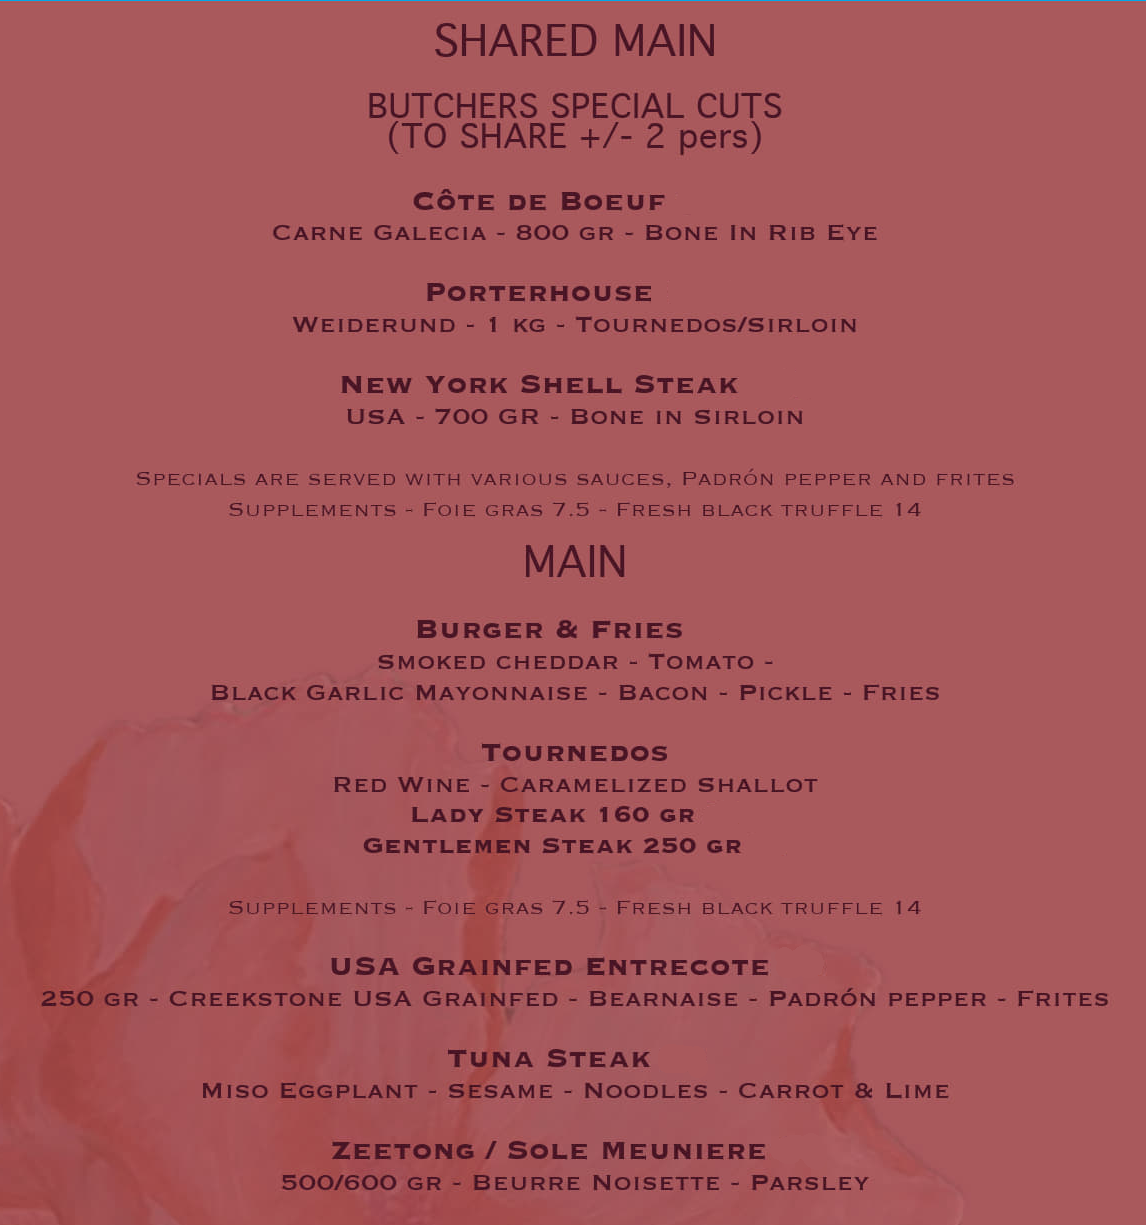 SHARED MAIN
BUTCHERS SPECIAL CUTS
(TO SHARE +/- 2 pers)
Côte de Boeuf
Carne Galecia - 800 gr - Bone In Rib Eye
Porterhouse
Weiderund - 1 kg - Tournedos/Sirloin
New York Shell Steak
USA - 700 GR - Bone in Sirloin
Specials are served with various sauces, Padrón pepper and frites
Supplements - Foie gras 7.5 - Fresh black truffle 14
MAIN
Burger & Fries
Smoked cheddar - Tomato -
Black Garlic Mayonnaise - Bacon - Pickle - Fries
Tournedos
Red Wine - Caramelized Shallot
Lady Steak 160 gr
Gentlemen Steak 250 gr
Supplements - Foie gras 7.5 - Fresh black truffle 14
USA Grainfed Entrecote
250 gr - Creekstone USA Grainfed - Bearnaise - Padrón pepper - Frites
Tuna Steak
Miso Eggplant - Sesame - Noodles - Carrot & Lime
Zeetong / Sole Meuniere
500/600 gr - Beurre Noisette - Parsley